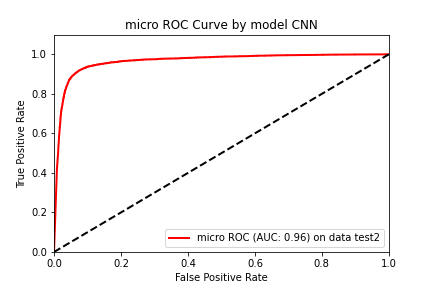 micro ROC Curve by model CNN
True Positive Rate
1.0
0.8
0.6
0.4
0.2
0.0
micro ROC (AUC: 0.96) on data test2
0.0 0.2 0.4 0.6 0.8 1.0
False Positive Rate